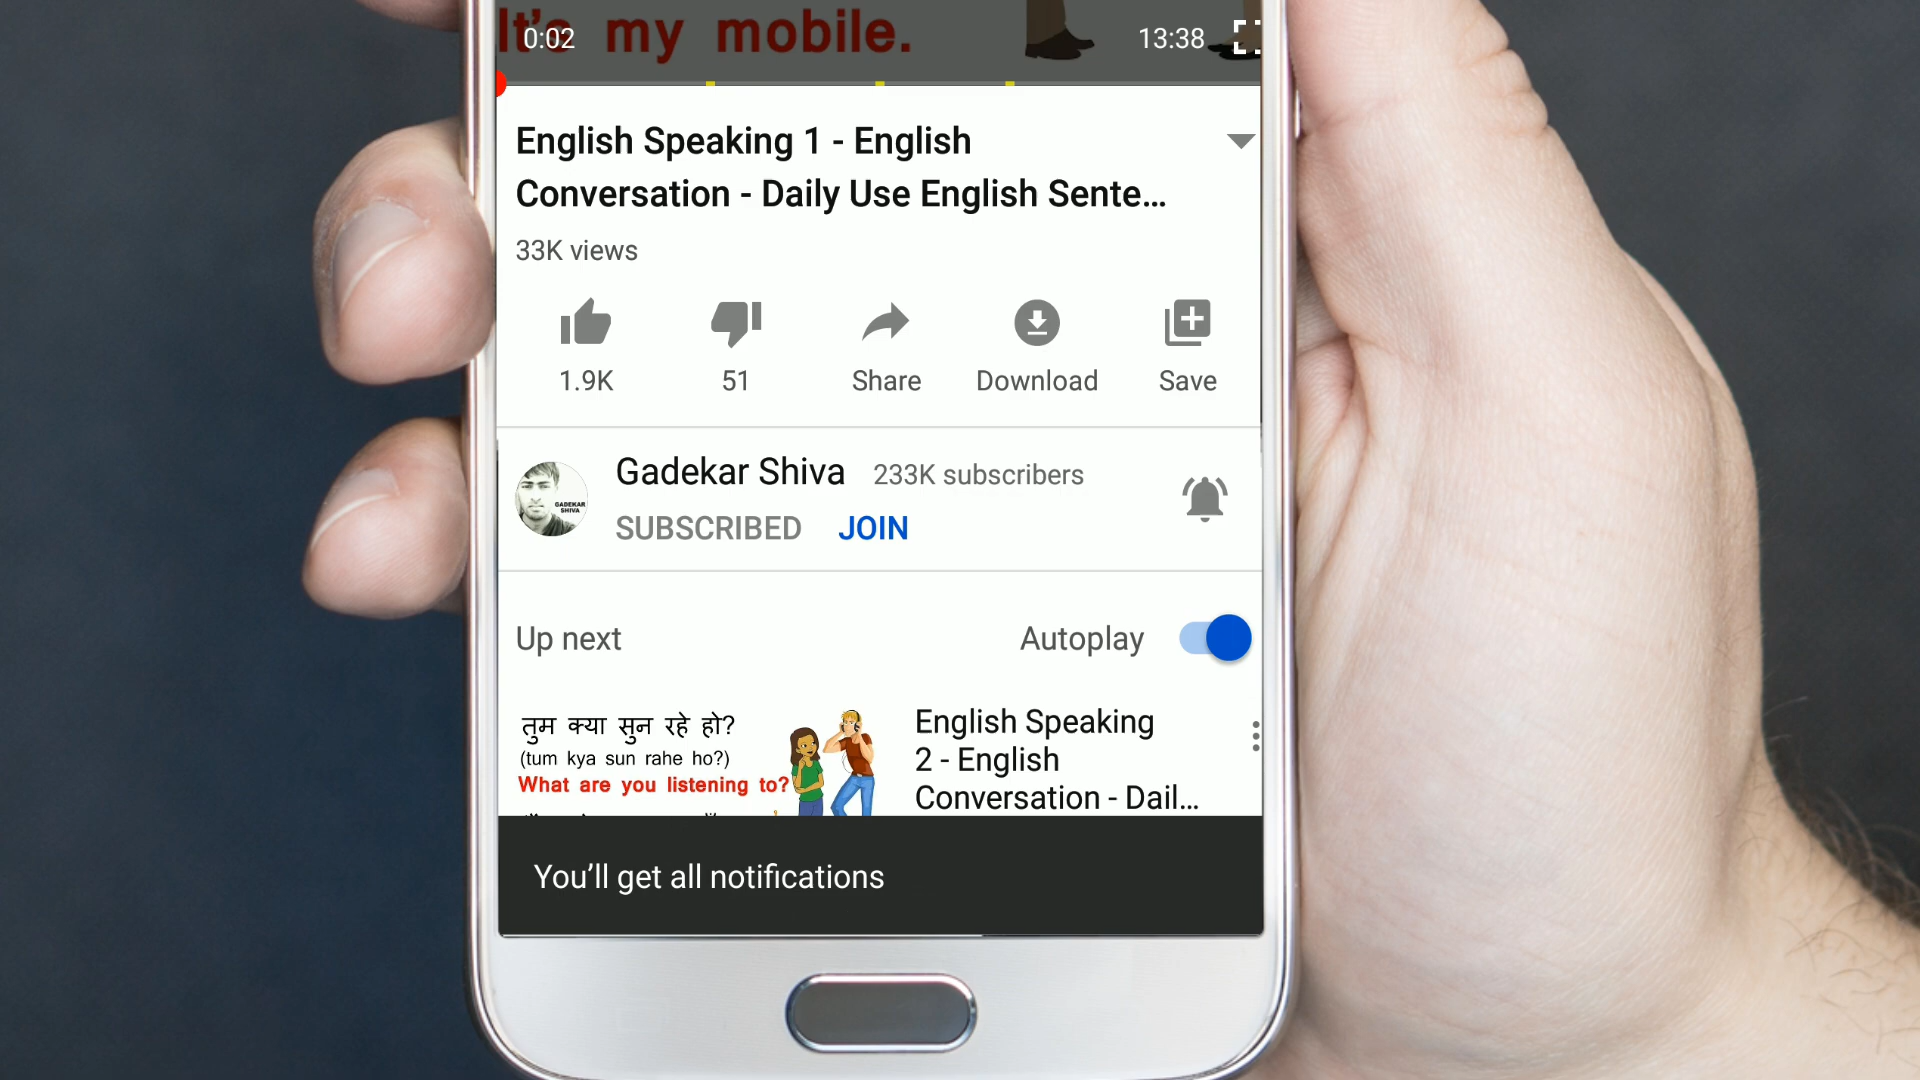 It's my mobile.
0:02
13:38
English Speaking 1 - English
Conversation - Daily Use English Sente...
33K views
1.9K
51
Share
Download
Save
Gadekar Shiva
233K subscribers
GADEKAR
SHIVA
SUBSCRIBED
JOIN
Up next
Autoplay
तुम क्या सुन रहे हो?
(tum kya sun rahe ho?)
What are you listening to?
English Speaking
2 - English
Conversation - Dail...
You'll get all notifications